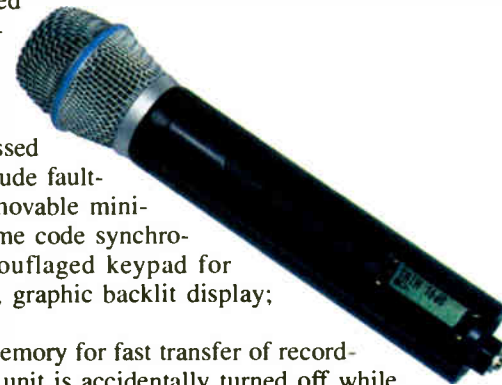 ed
-
ssed
ude fault-
movable mini-
me code synchro-
ouflaged keypad for
, graphic backlit display;
emory for fast transfer of record-
unit is accidentally turned off while